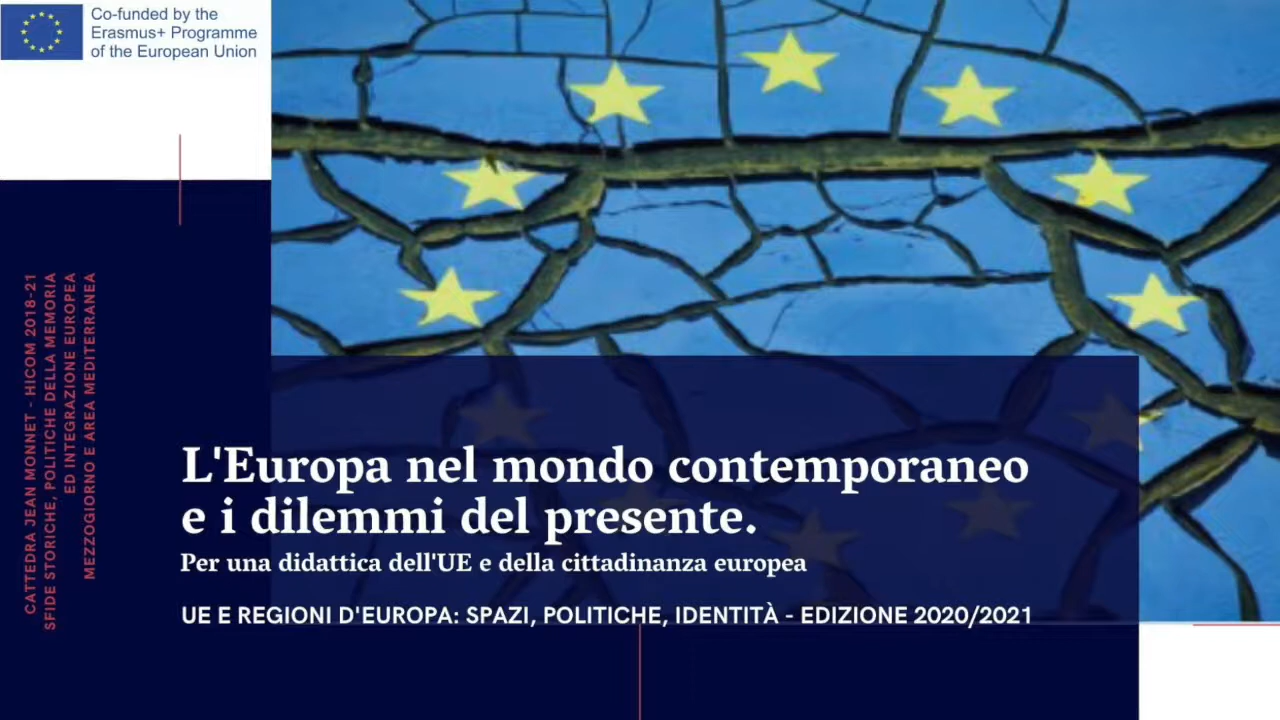 Co-funded by the
Erasmus+ Programme
of the European Union
CATTEDRA JEAN MONNET - HICOM 2018-21
SFIDE STORICHE, POLITICHE DELLA MEMORIA
ED INTEGRAZIONE EUROPEA
MEZZOGIORNO E AREA MEDITERRANEA
L'Europa nel mondo contemporaneo
e i dilemmi del presente.
Per una didattica dell'UE e della cittadinanza europea
UE E REGIONI D'EUROPA: SPAZI, POLITICHE, IDENTITÀ - EDIZIONE 2020/2021